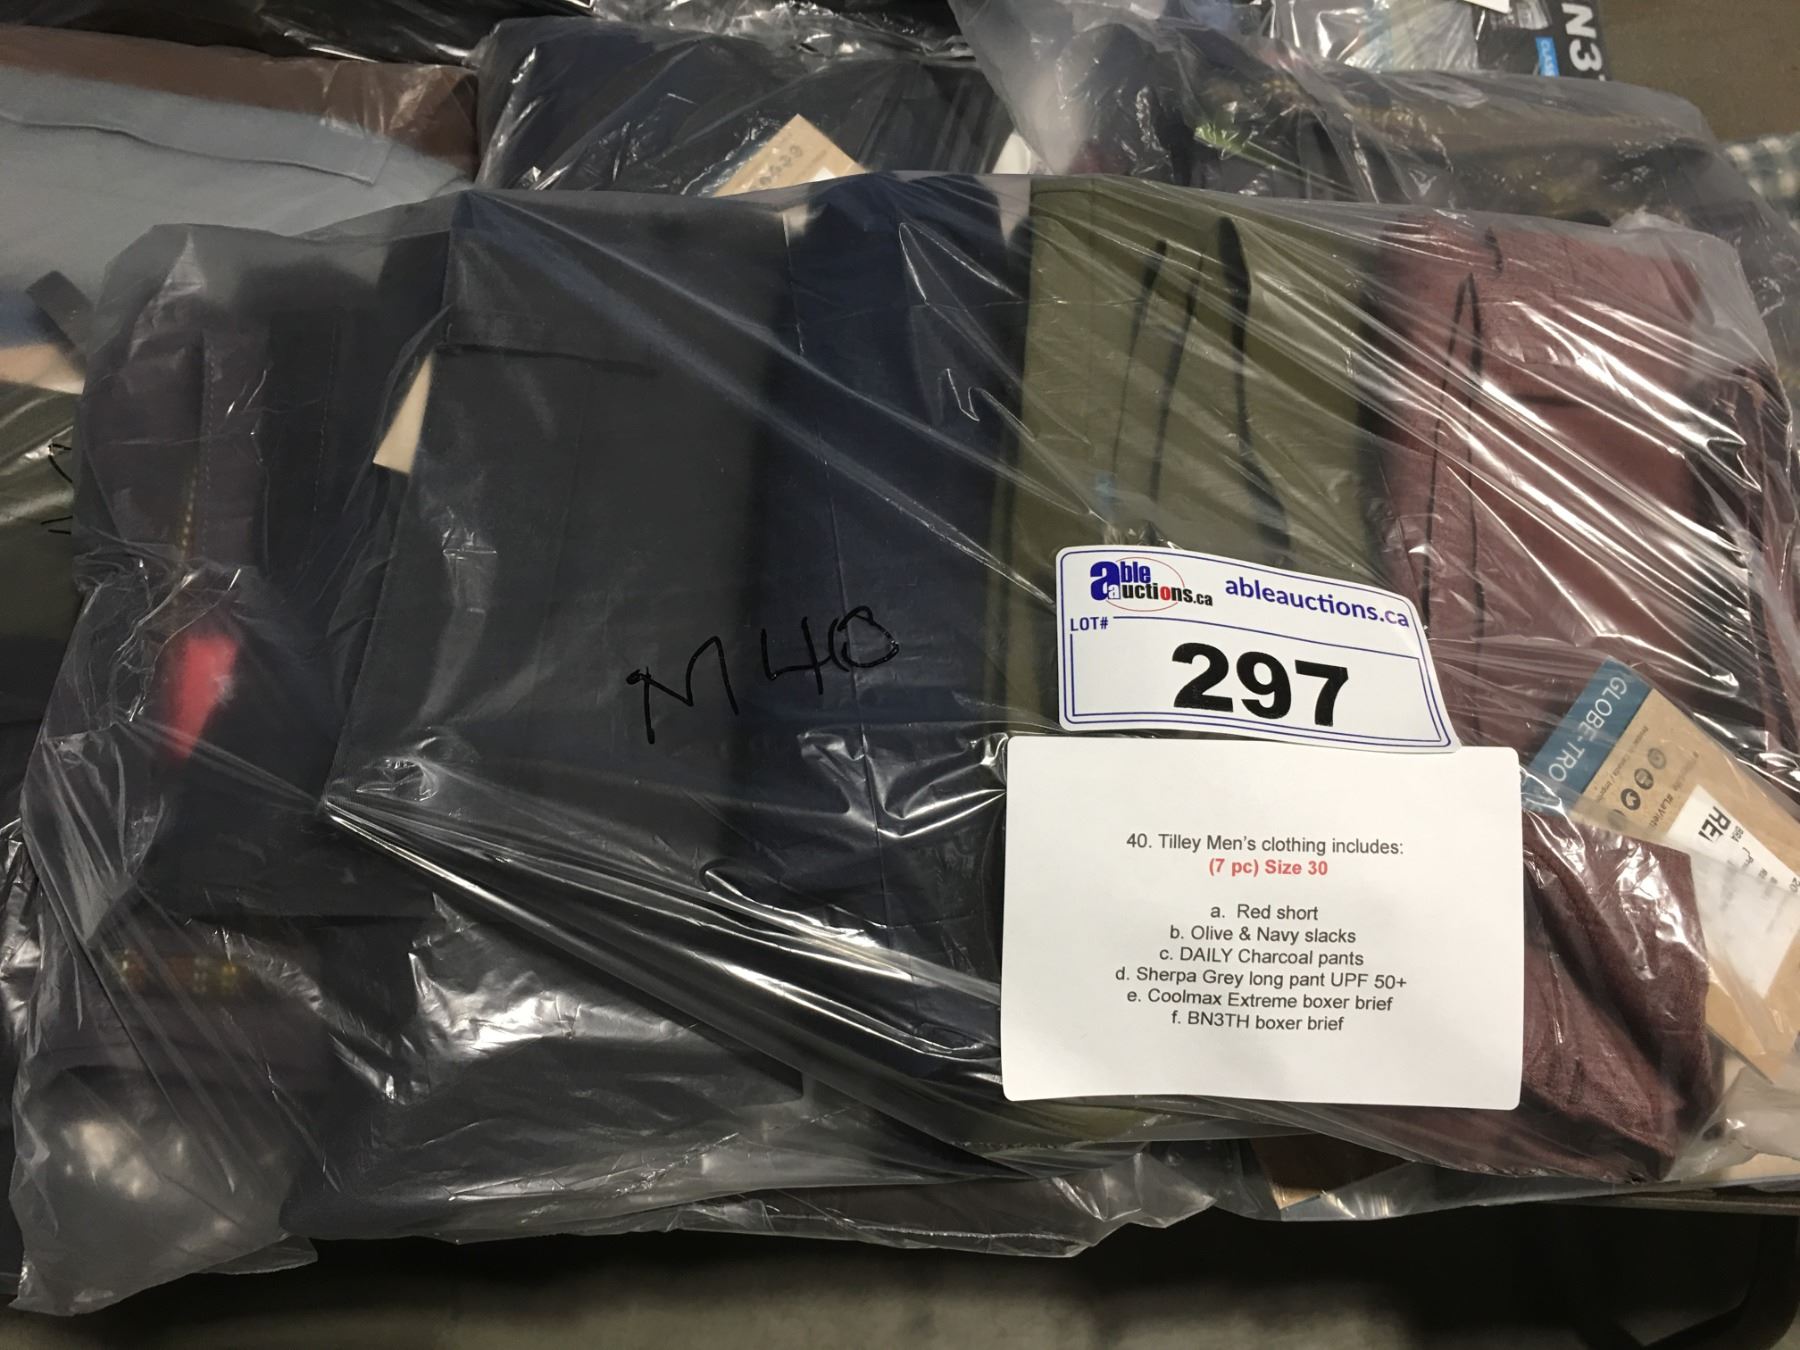 N3
CLASS
M40
able auctions.ca
ableauctions.ca
LOT#
297
40. Tilley Men's clothing includes:
(7 pc) Size 30
a. Red short
b. Olive & Navy slacks
c. DAILY Charcoal pants
d. Sherpa Grey long pant UPF 50+
e. Coolmax Extreme boxer brief
f. BN3TH boxer brief
GLOBE-TRO
REI